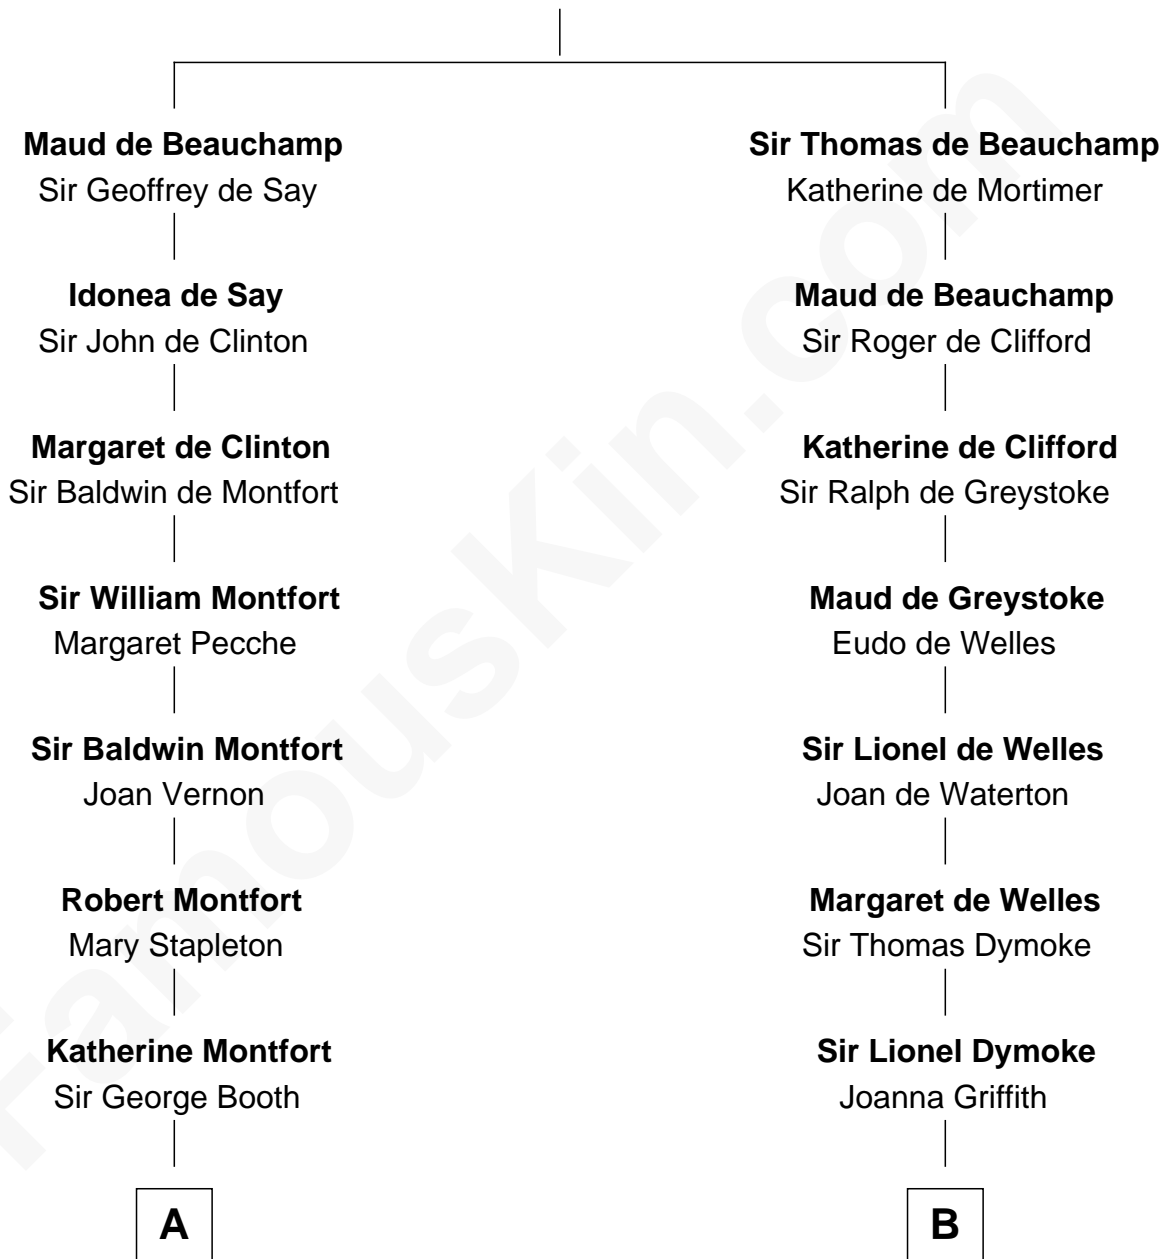 Maud de Beauchamp
Sir Geoffrey de Say
Idonea de Say
Sir John de Clinton
Margaret de Clinton
Sir Baldwin de Montfort
Sir William Montfort
Margaret Pecche
Sir Baldwin Montfort
Joan Vernon
Robert Montfort
Mary Stapleton
Katherine Montfort
Sir George Booth
A
Sir Thomas de Beauchamp
Katherine de Mortimer
Maud de Beauchamp
Sir Roger de Clifford
Katherine de Clifford
Sir Ralph de Greystoke
Maud de Greystoke
Eudo de Welles
Sir Lionel de Welles
Joan de Waterton
Margaret de Welles
Sir Thomas Dymoke
Sir Lionel Dymoke
Joanna Griffith
B
FamousKin.com